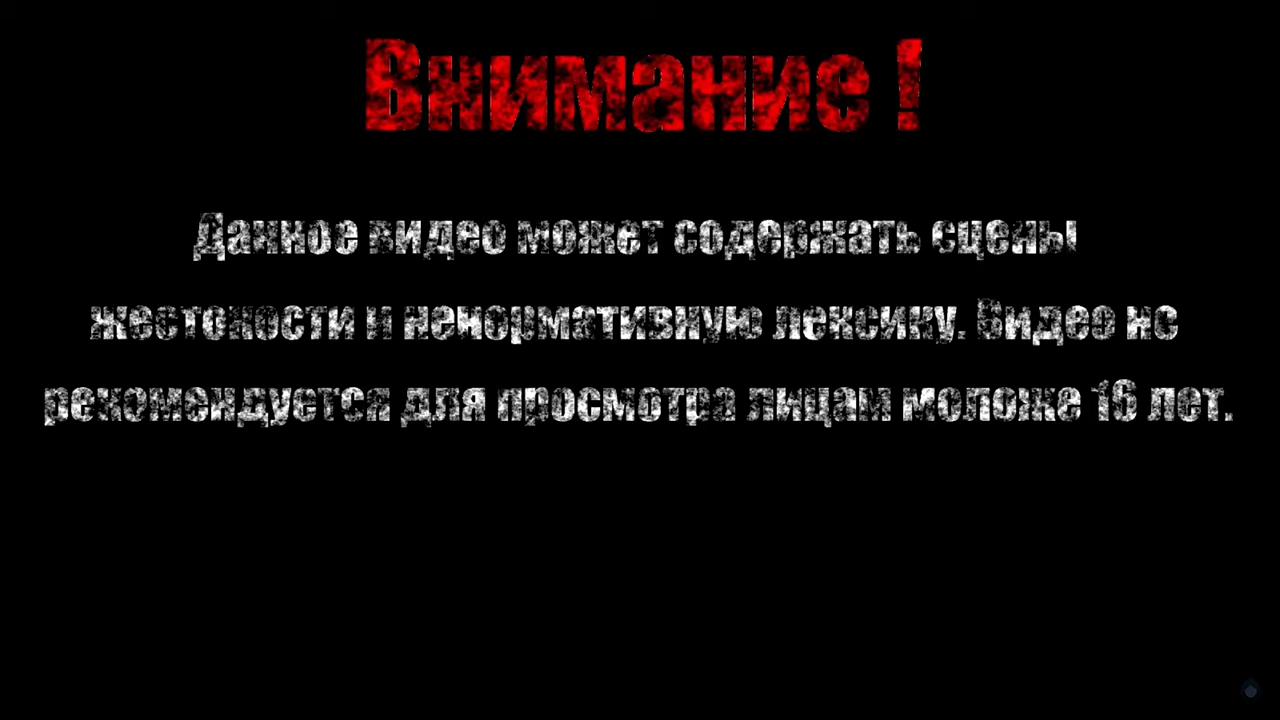 Внимание !
Данное видео может содержать сцены
жестокости и ненормативную лексику. Видео не
рекомендуется для просмотра лицам моложе 16 лет.